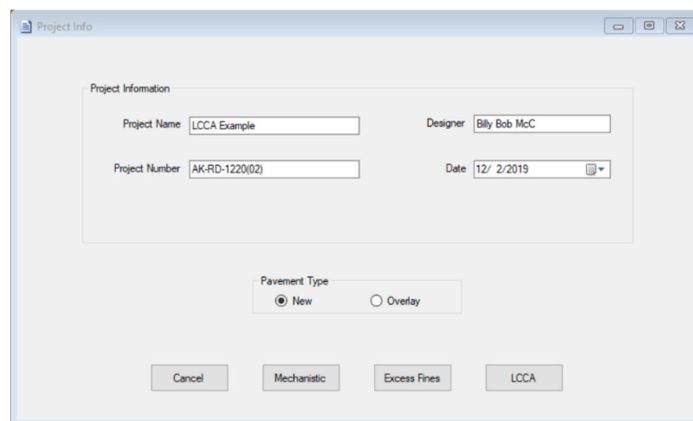 Project Info
Project Information
Project Name LCCA Example Designer Billy Bob McC
Project Number AK-RD-1220(02) Date 12/ 2/2019
Pavement Type
New Overlay
Cancel Mechanistic Excess Fines LCCA